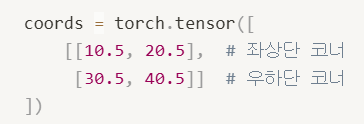 coords = torch.tensor([
    [[10.5, 20.5],  # 좌상단 코너
     [30.5, 40.5]]  # 우하단 코너
])